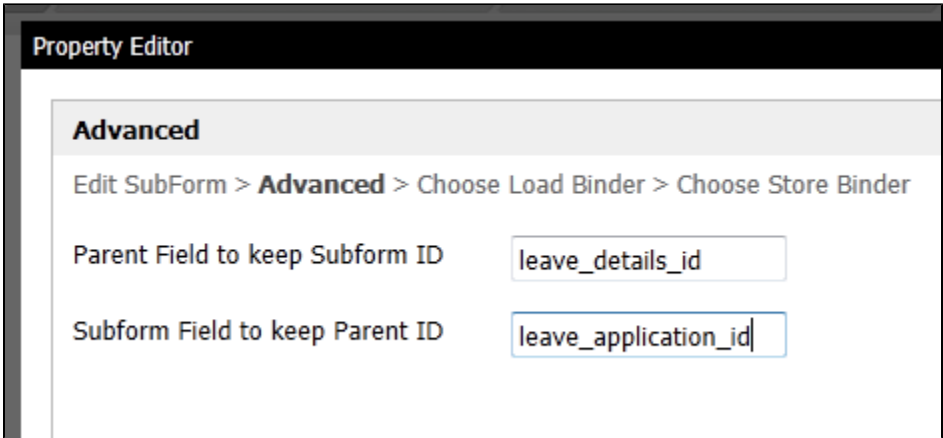 Property Editor
Advanced
Edit SubForm > Advanced > Choose Load Binder > Choose Store Binder
Parent Field to keep Subform ID leave_details_id
Subform Field to keep Parent ID leave_application_id